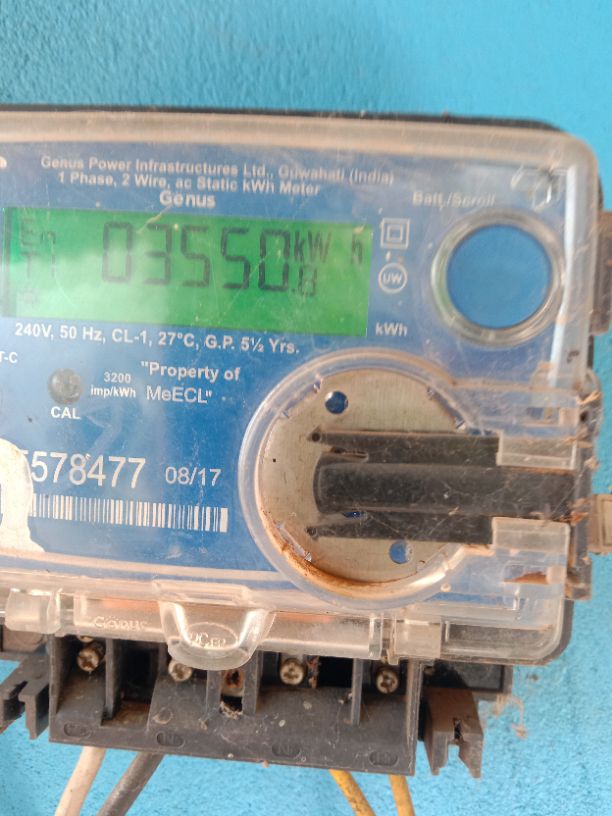 Genus Power Infrastructures Ltd., Guwahati (India)
1 Phase, 2 Wire, ac Static kWh Meter
Genus
Batt./Scroll
03550.8 kWh
UW
kWh
240V, 50 Hz, CL-1, 27°C, G.P. 5½ Yrs.
T-C
3200
imp/kWh
"Property of
MeECL"
CAL
578477 08/17
Genus